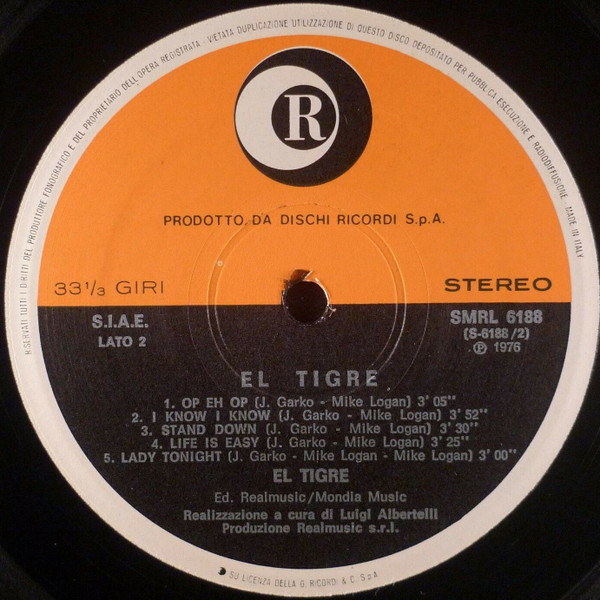 RISERVATI TUTTI I DIRITTI DEL PRODUTTORE FONOGRAFICO E DEL PROPRIETARIO DELL'OPERA REGISTRATA - VIETATA DUPLICAZIONE UTILIZZAZIONE DI QUESTO DISCO DEPOSITATO PER PUBBLICA ESECUZIONE E RADIODIFFUSIONE. MADE IN ITALY
R
PRODOTTO DA DISCHI RICORDI S.p.A.
33 1/3 GIRI
STEREO
S.I.A.E.
SMRL 6188
LATO 2
(S-6188/2)
Ⓟ 1976
EL TIGRE
1. OP EH OP (J. Garko - Mike Logan) 3' 05"
2. I KNOW I KNOW (J. Garko - Mike Logan) 3' 52"
3. STAND DOWN (J. Garko - Mike Logan) 3' 30"
4. LIFE IS EASY (J. Garko - Mike Logan) 3' 25"
5. LADY TONIGHT (J. Garko - Mike Logan - Mike Logan) 3' 00"
EL TIGRE
Ed. Realmusic/Mondia Music
Realizzazione a cura di Luigi Albertelli
Produzione Realmusic s.r.l.
SU LICENZA DELLA G. RICORDI & C. S.p.A.